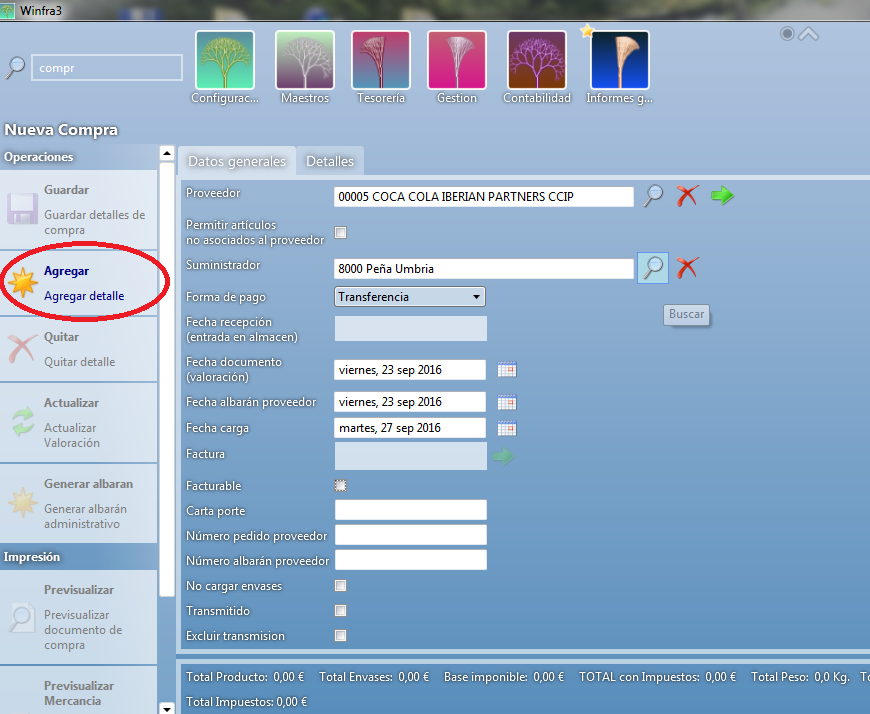 Winfra3
compr
Configurac...
Maestros
Tesorería
Gestion
Contabilidad
Informes g...
Nueva Compra
Operaciones
Guardar
Guardar detalles de
compra
Agregar
Agregar detalle
Quitar
Quitar detalle
Actualizar
Actualizar
Valoración
Generar albaran
Generar albarán
administrativo
Impresión
Previsualizar
Previsualizar
documento de
compra
Previsualizar
Mercancia
Datos generales
Detalles
Proveedor
00005 COCA COLA IBERIAN PARTNERS CCIP
Permitir artículos
no asociados al proveedor
Suministrador
8000 Peña Umbria
Forma de pago
Transferencia
Buscar
Fecha recepción
(entrada en almacen)
Fecha documento
(valoración)
viernes, 23 sep 2016
Fecha albarán proveedor
viernes, 23 sep 2016
Fecha carga
martes, 27 sep 2016
Factura
Facturable
Carta porte
Número pedido proveedor
Número albarán proveedor
No cargar envases
Transmitido
Excluir transmision
Total Producto: 0,00 € Total Envases: 0,00 € Base imponible: 0,00 € TOTAL con Impuestos: 0,00 € Total Peso: 0,0 Kg.
Total Impuestos: 0,00 €